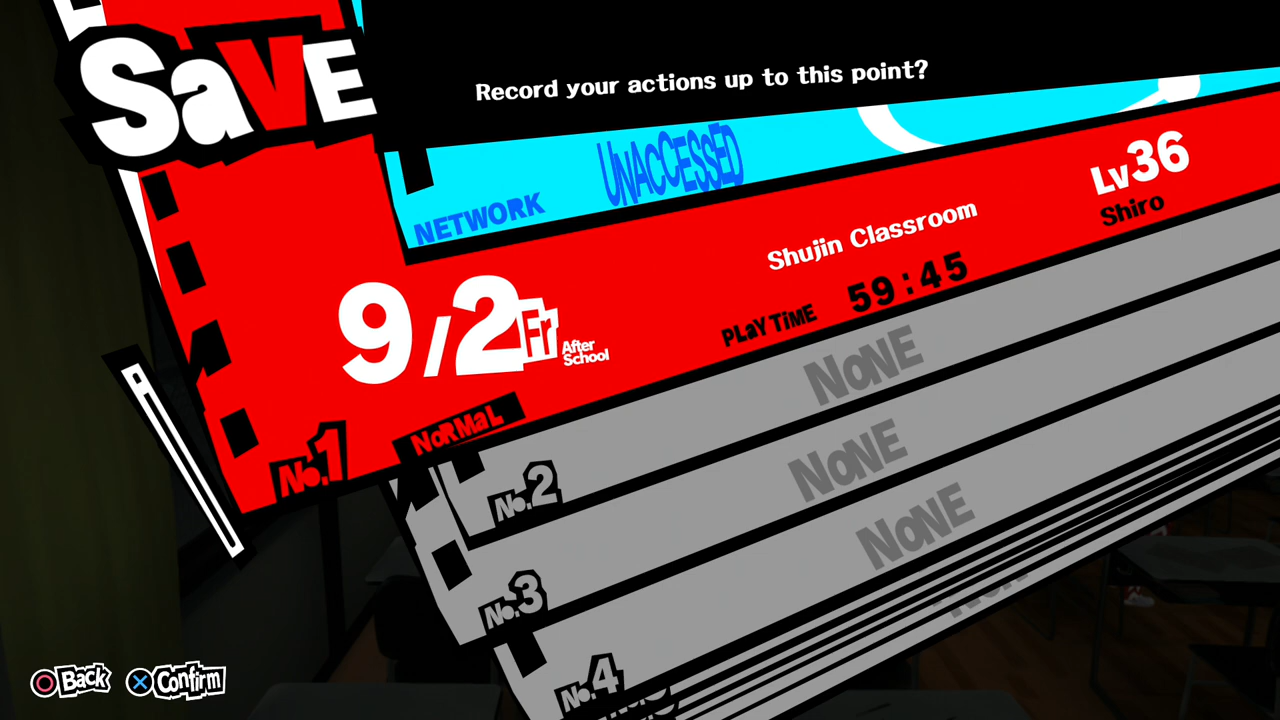 SaVE
Record your actions up to this point?
NETWORK
UNAcCESSED
Lv36
Shiro
Shujin Classroom
PLaY TiME 59:45
9/2 Fr After School
No.1
NoRMaL
NoNE
No.2
NoNE
No.3
NoNE
No.4
Back
Confirm